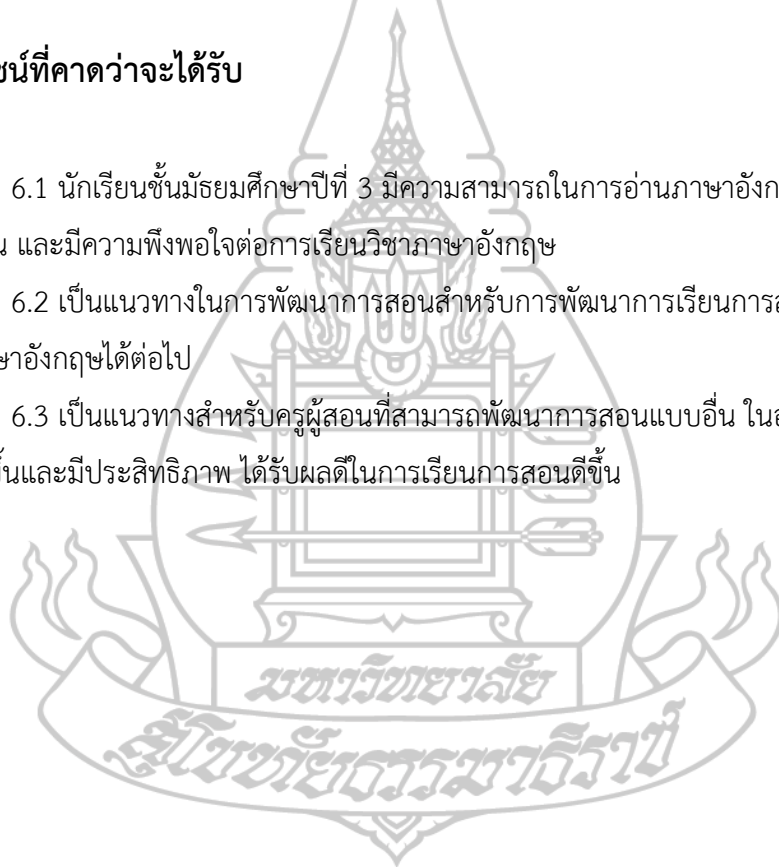 ชน์ที่คาดว่าจะได้รับ
6.1 นักเรียนชั้นมัธยมศึกษาปีที่ 3 มีความสามารถในการอ่านภาษาอังก
น และมีความพึงพอใจต่อการเรียนวิชาภาษาอังกฤษ
6.2 เป็นแนวทางในการพัฒนาการสอนสำหรับการพัฒนาการเรียนการส
ษาอังกฤษได้ต่อไป
6.3 เป็นแนวทางสำหรับครูผู้สอนที่สามารถพัฒนาการสอนแบบอื่น ใน
ขึ้นและมีประสิทธิภาพ ได้รับผลดีในการเรียนการสอนดีขึ้น
มหาวิทยาลัย
สุโขทัยธรรมาธิราช